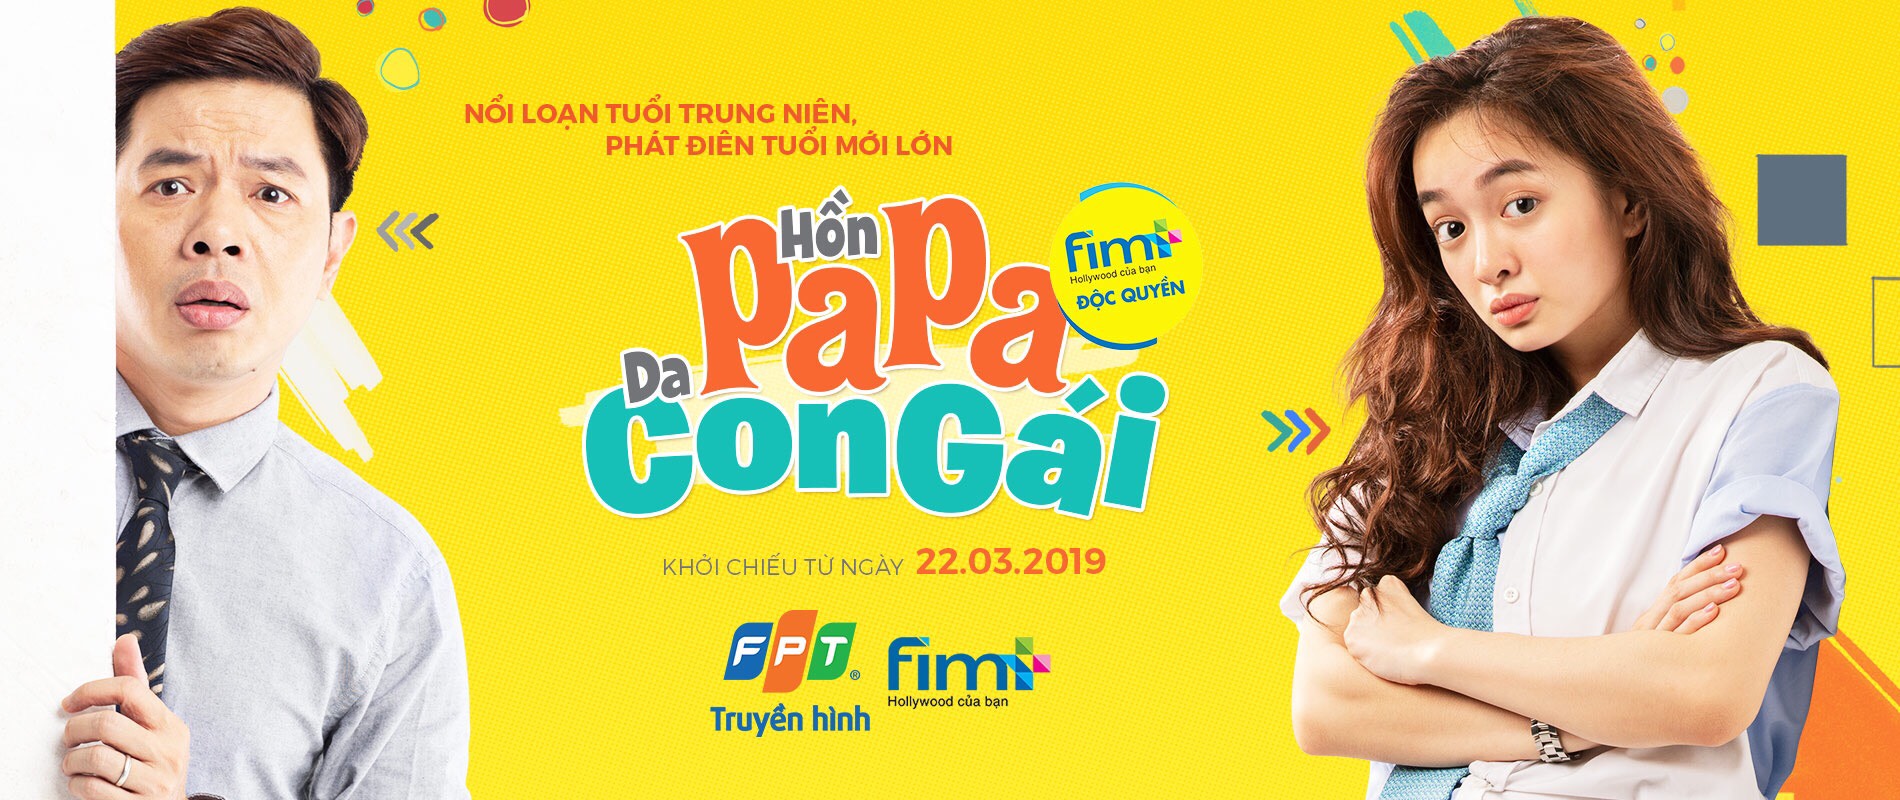 NỔI LOẠN TUỔI TRUNG NIÊN,
PHÁT ĐIÊN TUỔI MỚI LỚN
Hồn
PaPa
Da
ConGái
fim+
Hollywood của bạn
ĐỘC QUYỀN
KHỞI CHIẾU TỪ NGÀY 22.03.2019
FPT®
Truyền hình
fim+
Hollywood của bạn